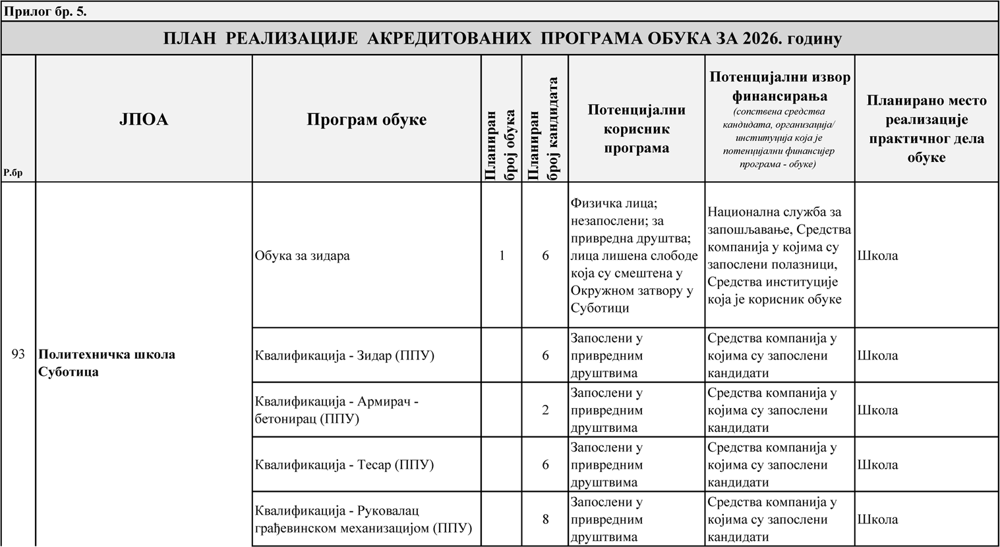 Прилог бр. 5.
ПЛАН РЕАЛИЗАЦИЈЕ АКРЕДИТОВАНИХ ПРОГРАМА ОБУКА ЗА 2026. годину
Р.бр
ЈПОА
Програм обуке
Планиран
број обука
Планиран
број кандидата
Потенцијални
корисник
програма
Потенцијални извор
финансирања
(сопствена средства
кандидата, организација/
институција која је
потенцијални финансијер
програма - обуке)
Планирано место
реализације
практичног дела
обуке
93
Политехничка школа
Суботица
Обука за зидара
1
6
Физичка лица;
незапослени; за
привредна друштва;
лица лишена слободе
која су смештена у
Окружном затвору у
Суботици
Национална служба за
запошљавање, Средства
компанија у којима су
запослени полазници,
Средства институције
која је корисник обуке
Школа
Квалификација - Зидар (ППУ)
6
Запослени у
привредним
друштвима
Средства компанија у
којима су запослени
кандидати
Школа
Квалификација - Армирач -
бетонирац (ППУ)
2
Запослени у
привредним
друштвима
Средства компанија у
којима су запослени
кандидати
Школа
Квалификација - Тесар (ППУ)
6
Запослени у
привредним
друштвима
Средства компанија у
којима су запослени
кандидати
Школа
Квалификација - Руковалац
грађевинском механизацијом (ППУ)
8
Запослени у
привредним
друштвима
Средства компанија у
којима су запослени
кандидати
Школа